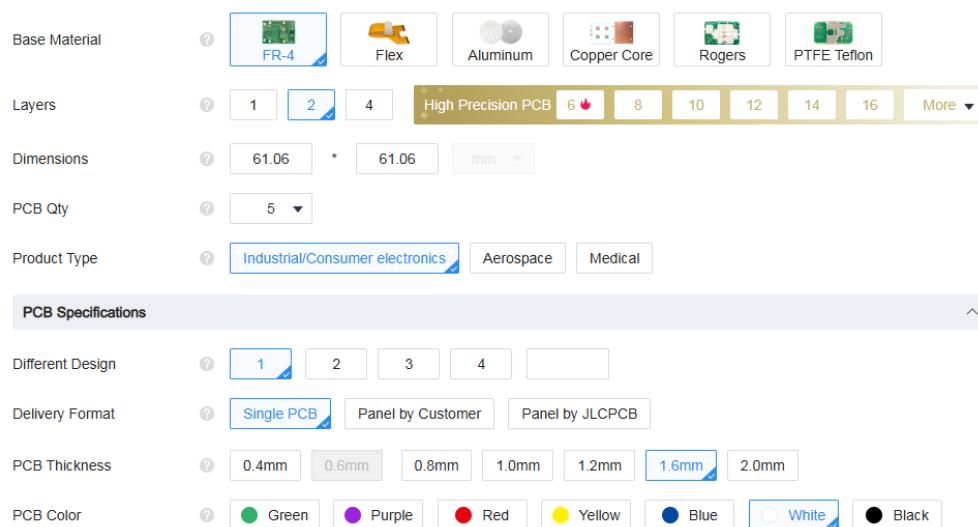 Base Material ? FR-4 Flex Aluminum Copper Core Rogers PTFE Teflon
Layers ? 1 2 4 High Precision PCB 6 8 10 12 14 16 More
Dimensions ? 61.06 * 61.06 mm
PCB Qty ? 5
Product Type ? Industrial/Consumer electronics Aerospace Medical
PCB Specifications
Different Design ? 1 2 3 4
Delivery Format ? Single PCB Panel by Customer Panel by JLCPCB
PCB Thickness ? 0.4mm 0.6mm 0.8mm 1.0mm 1.2mm 1.6mm 2.0mm
PCB Color ? Green Purple Red Yellow Blue White Black